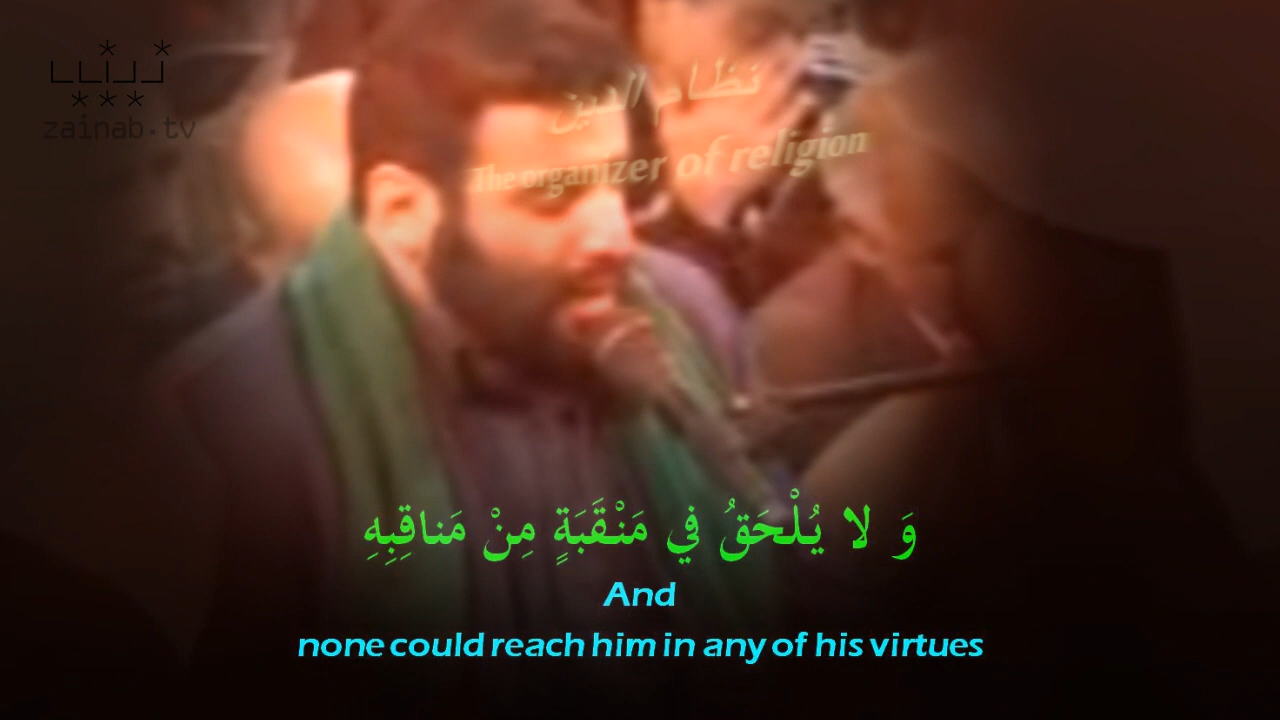 zainab.tv
نظام الدين
The organizer of religion
وَ لا يُلْحَقُ فِي مَنْقَبَةٍ مِنْ مَناقِبِهِ
And
none could reach him in any of his virtues